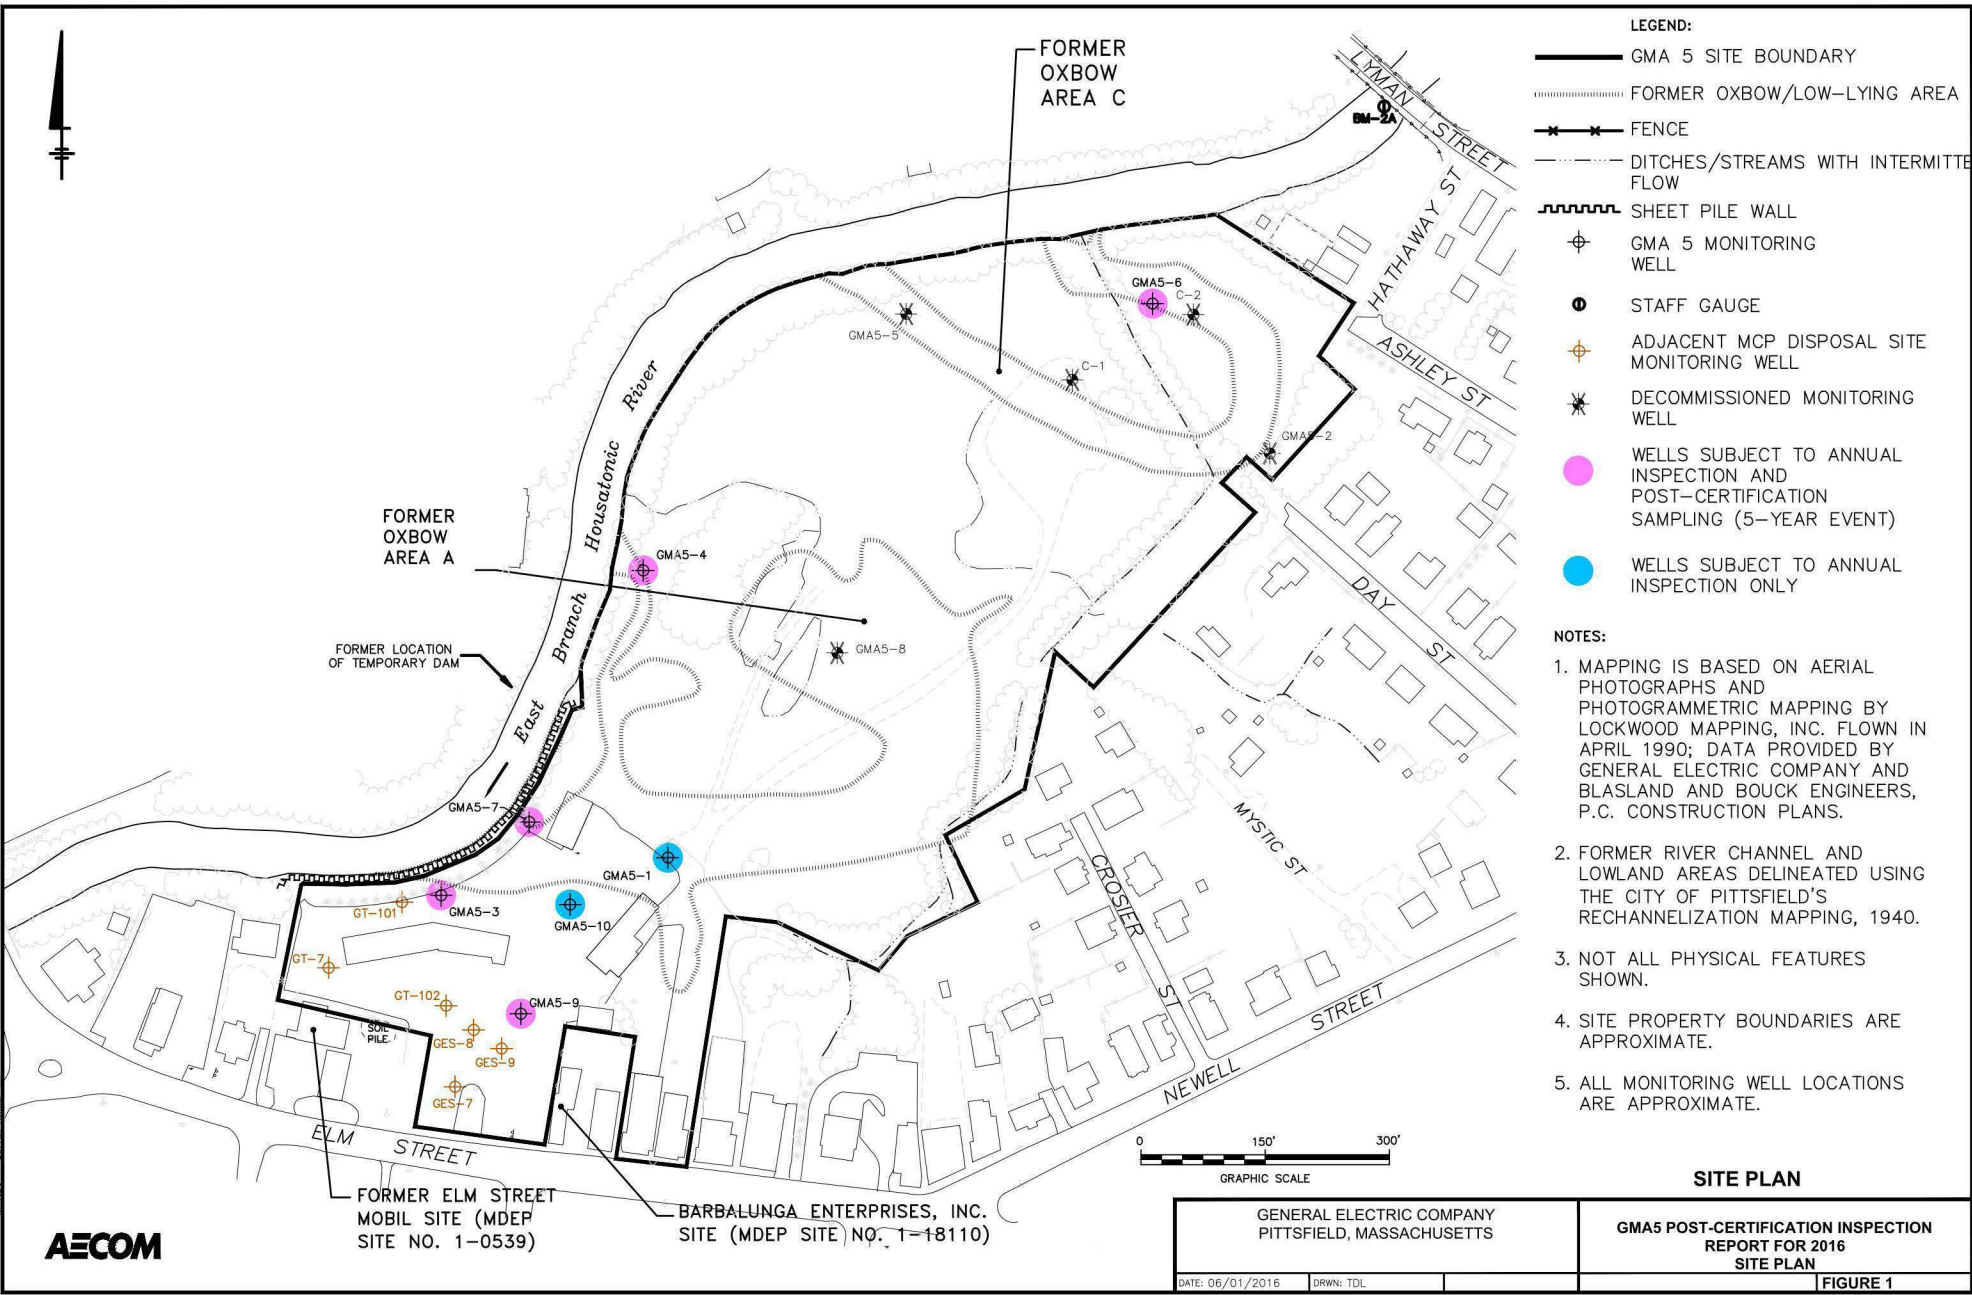 FORMER
OXBOW
AREA C
LYMAN STREET
BM-2A
HATHAWAY ST
ASHLEY ST
GMA5-6
C-2
GMA5-5
C-1
GMA5-2
East Branch Housatonic River
FORMER
OXBOW
AREA A
GMA5-4
GMA5-8
FORMER LOCATION
OF TEMPORARY DAM
DAY ST
MYSTIC ST
CROSIER ST
NEWELL STREET
ELM STREET
GMA5-7
GMA5-1
GMA5-3
GMA5-10
GT-101
GT-7
GT-102
GMA5-9
SOIL
PILE
GES-8
GES-9
GES-7
FORMER ELM STREET
MOBIL SITE (MDEP
SITE NO. 1-0539)
BARBALUNGA ENTERPRISES, INC.
SITE (MDEP SITE NO. 1-18110)
AECOM
0 150' 300'
GRAPHIC SCALE
LEGEND:
GMA 5 SITE BOUNDARY
FORMER OXBOW/LOW-LYING AREA
FENCE
DITCHES/STREAMS WITH INTERMITTE
FLOW
SHEET PILE WALL
GMA 5 MONITORING
WELL
STAFF GAUGE
ADJACENT MCP DISPOSAL SITE
MONITORING WELL
DECOMMISSIONED MONITORING
WELL
WELLS SUBJECT TO ANNUAL
INSPECTION AND
POST-CERTIFICATION
SAMPLING (5-YEAR EVENT)
WELLS SUBJECT TO ANNUAL
INSPECTION ONLY
NOTES:
1. MAPPING IS BASED ON AERIAL
PHOTOGRAPHS AND
PHOTOGRAMMETRIC MAPPING BY
LOCKWOOD MAPPING, INC. FLOWN IN
APRIL 1990; DATA PROVIDED BY
GENERAL ELECTRIC COMPANY AND
BLASLAND AND BOUCK ENGINEERS,
P.C. CONSTRUCTION PLANS.
2. FORMER RIVER CHANNEL AND
LOWLAND AREAS DELINEATED USING
THE CITY OF PITTSFIELD'S
RECHANNELIZATION MAPPING, 1940.
3. NOT ALL PHYSICAL FEATURES
SHOWN.
4. SITE PROPERTY BOUNDARIES ARE
APPROXIMATE.
5. ALL MONITORING WELL LOCATIONS
ARE APPROXIMATE.
SITE PLAN
GENERAL ELECTRIC COMPANY
PITTSFIELD, MASSACHUSETTS
GMA5 POST-CERTIFICATION INSPECTION
REPORT FOR 2016
SITE PLAN
DATE: 06/01/2016 DRWN: TDL
FIGURE 1